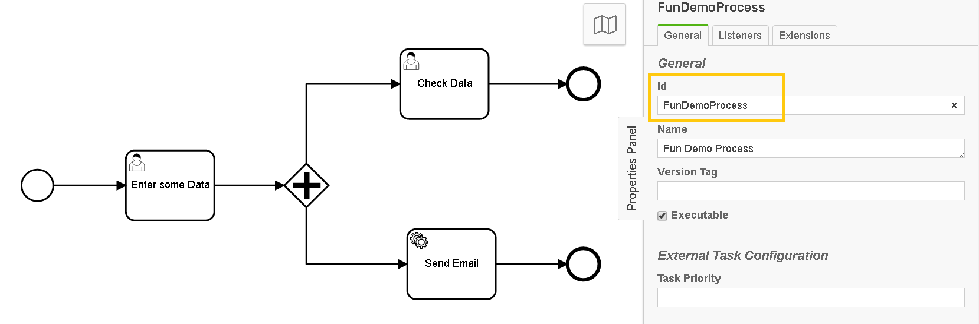 FunDemoProcess
General
Listeners
Extensions
General
Id
FunDemoProcess
×
Name
Fun Demo Process
Version Tag
Executable
External Task Configuration
Task Priority
Properties Panel
Enter some Data
Check Data
Send Email